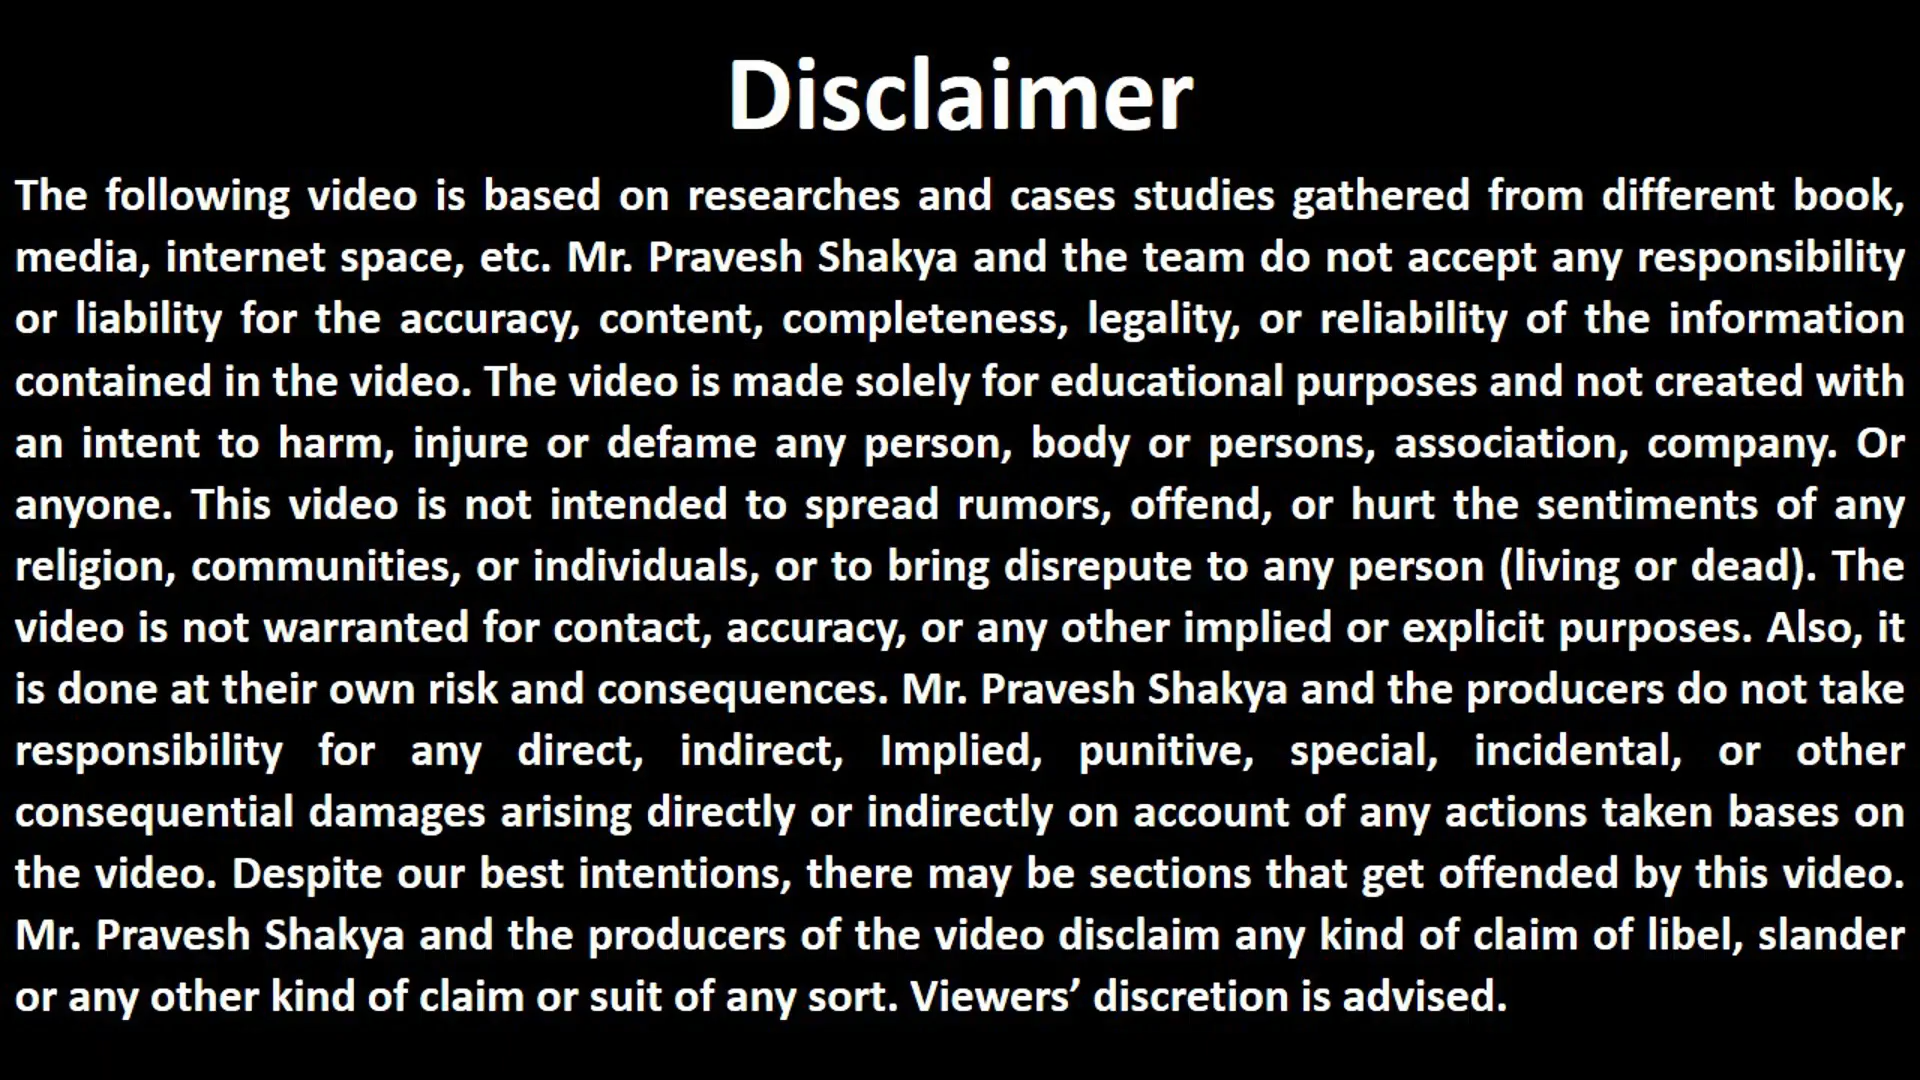 Disclaimer
The following video is based on researches and cases studies gathered from different book,
media, internet space, etc. Mr. Pravesh Shakya and the team do not accept any responsibility
or liability for the accuracy, content, completeness, legality, or reliability of the information
contained in the video. The video is made solely for educational purposes and not created with
an intent to harm, injure or defame any person, body or persons, association, company. Or
anyone. This video is not intended to spread rumors, offend, or hurt the sentiments of any
religion, communities, or individuals, or to bring disrepute to any person (living or dead). The
video is not warranted for contact, accuracy, or any other implied or explicit purposes. Also, it
is done at their own risk and consequences. Mr. Pravesh Shakya and the producers do not take
responsibility for any direct, indirect, Implied, punitive, special, incidental, or other
consequential damages arising directly or indirectly on account of any actions taken bases on
the video. Despite our best intentions, there may be sections that get offended by this video.
Mr. Pravesh Shakya and the producers of the video disclaim any kind of claim of libel, slander
or any other kind of claim or suit of any sort. Viewers’ discretion is advised.